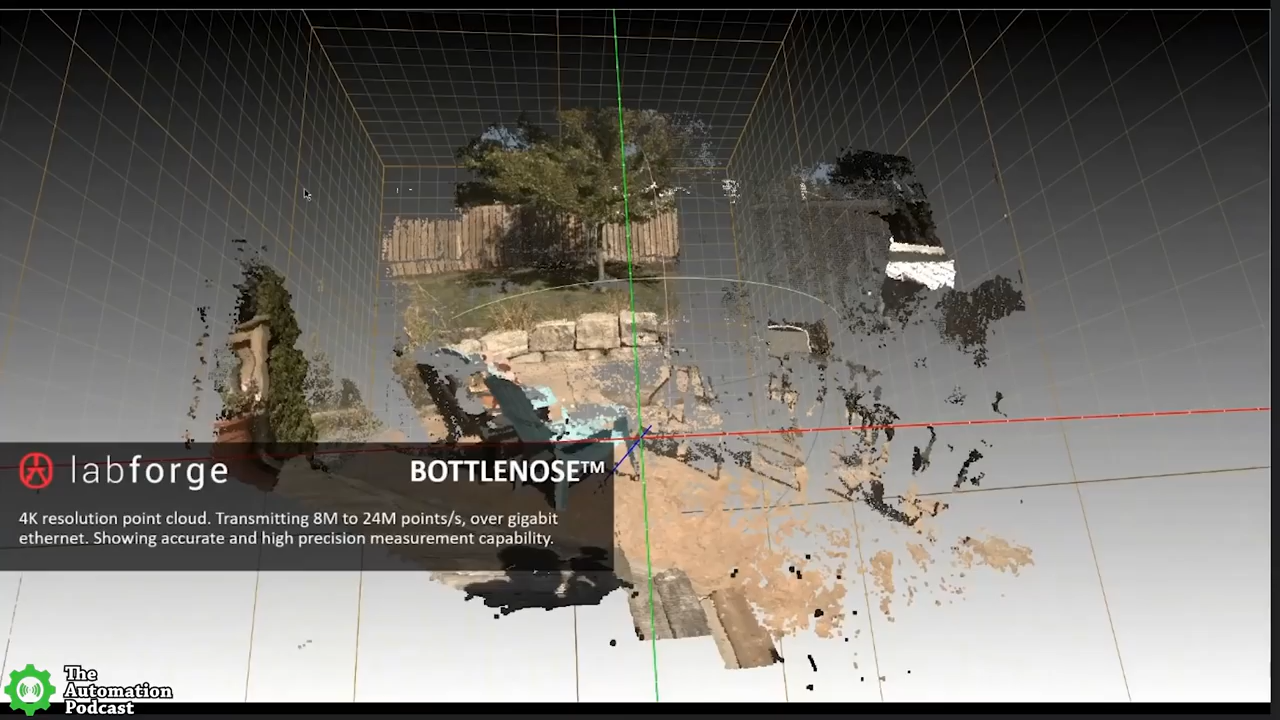 labforge
BOTTLENOSE™
4K resolution point cloud. Transmitting 8M to 24M points/s, over gigabit
ethernet. Showing accurate and high precision measurement capability.
The
Automation
Podcast